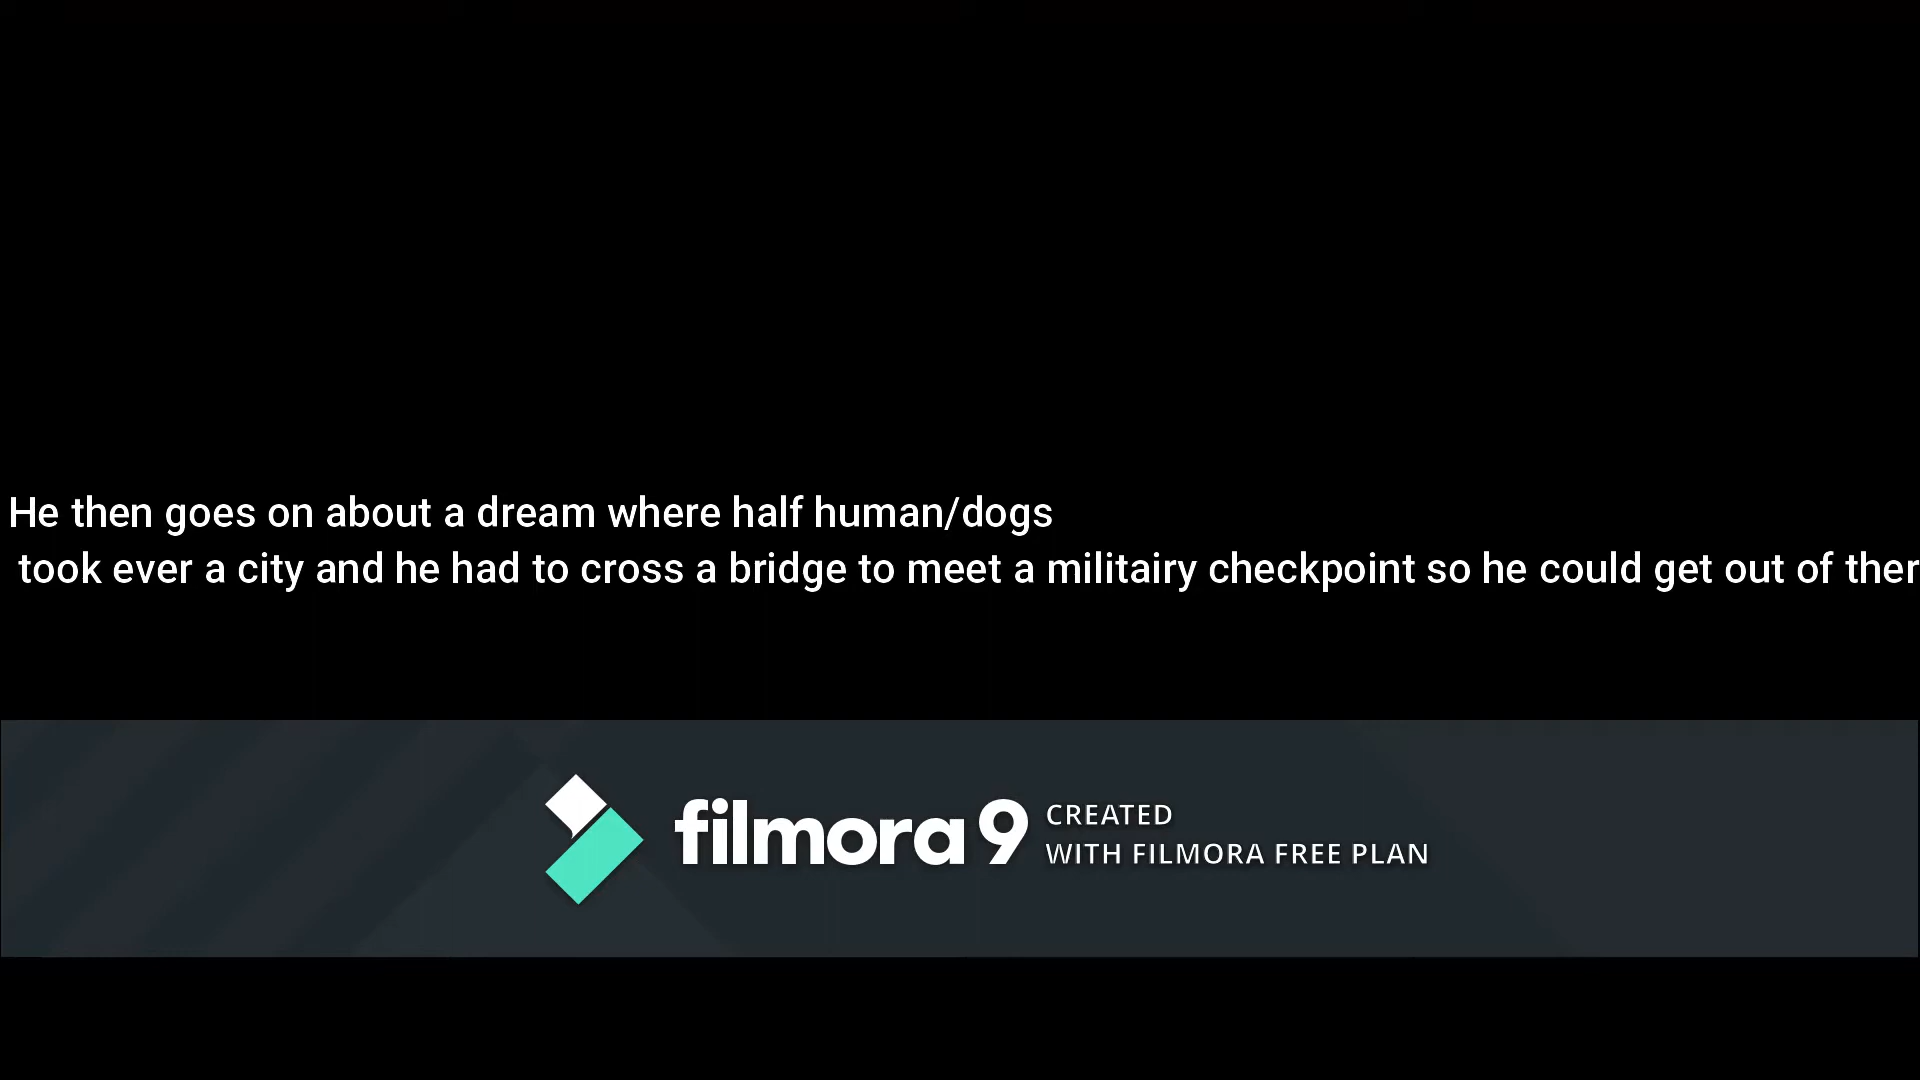 He then goes on about a dream where half human/dogs
took ever a city and he had to cross a bridge to meet a militairy checkpoint so he could get out of ther
filmora 9
CREATED
WITH FILMORA FREE PLAN